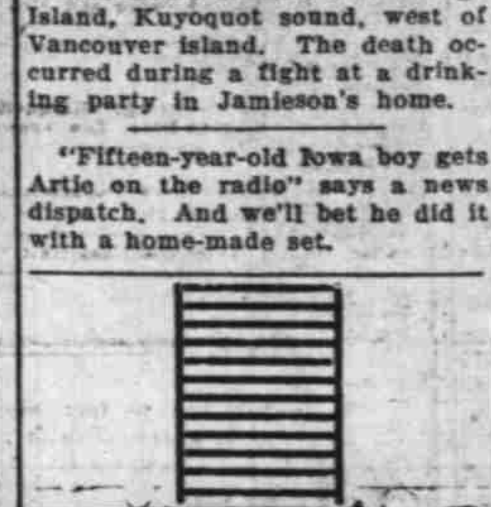 Island, Kuyoquot sound, west of
Vancouver island. The death oc-
curred during a fight at a drink-
ing party in Jamieson's home.
"Fifteen-year-old Iowa boy gets
Artic on the radio" says a news
dispatch. And we'll bet he did it
with a home-made set.